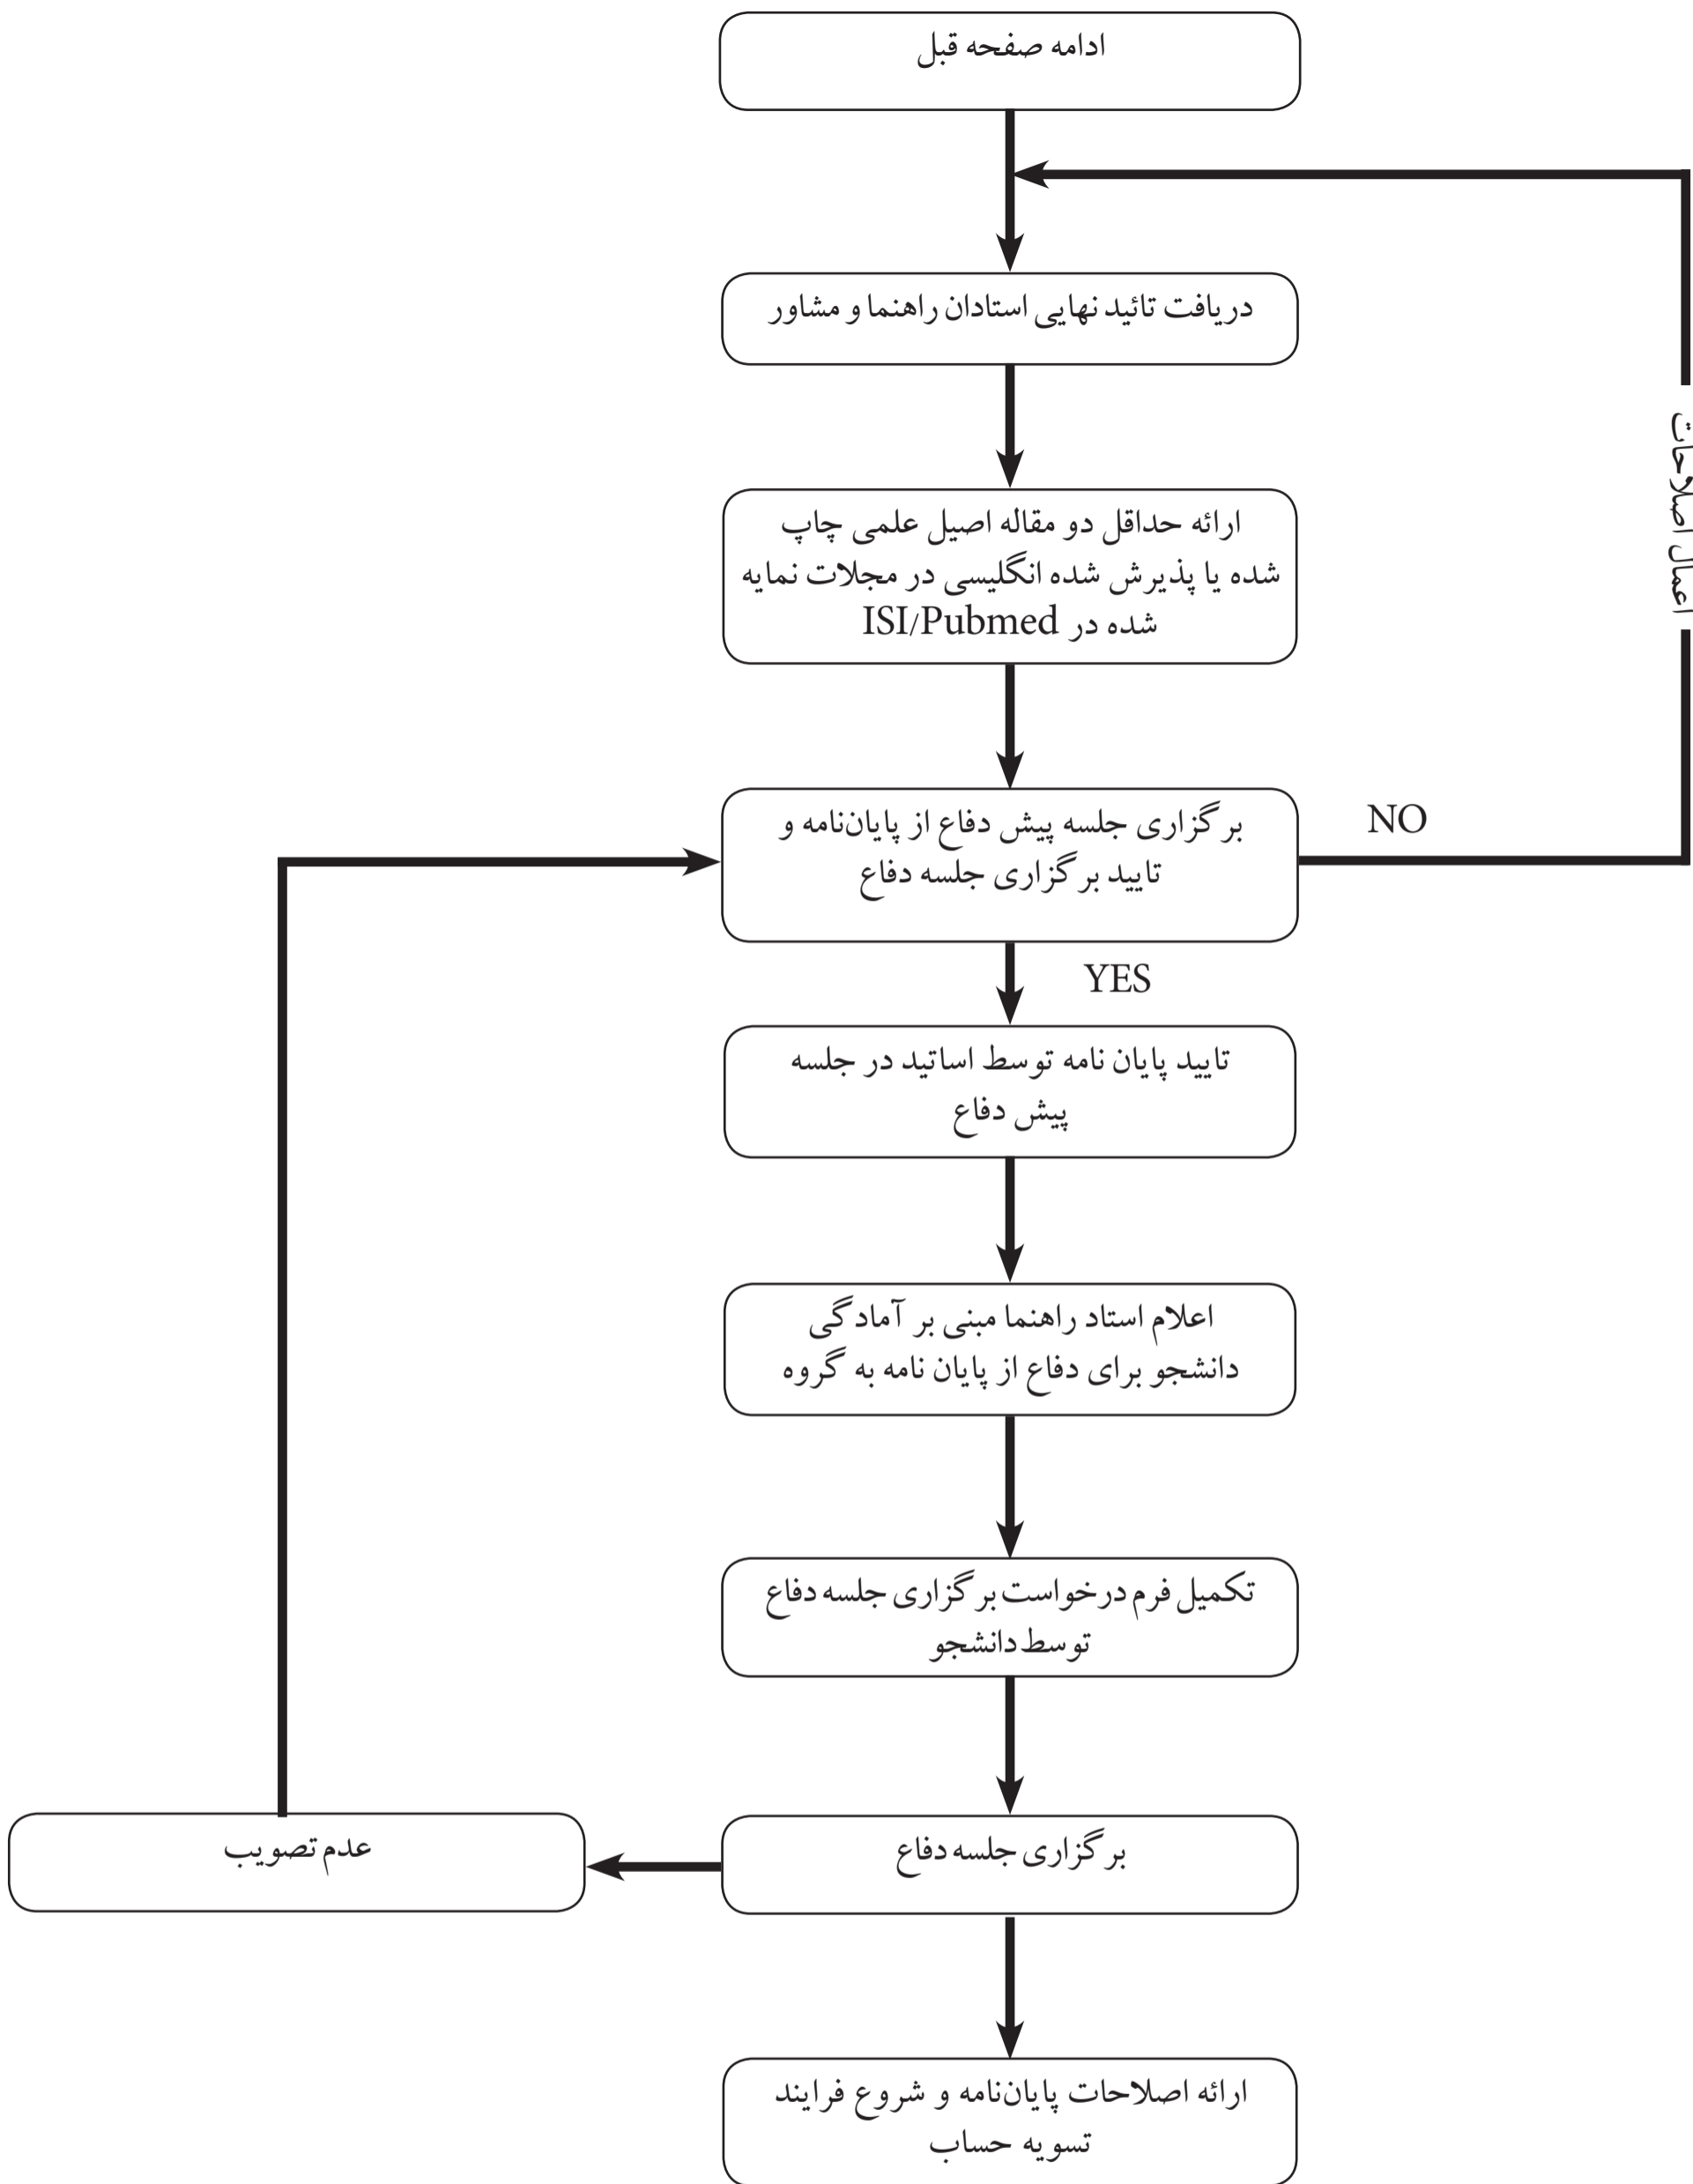 ادامه صفحه قبل
دریافت تائید نهایی استادان راهنما و مشاور
ارائه حداقل دو مقاله اصیل علمی چاپ
شده یا پذیرش شده انگلیسی در مجلات نمایه
شده در ISI/Pubmed
اعمال اصلاحات
برگزاری جلسه پیش دفاع از پایان‌نامه و
تایید برگزاری جلسه دفاع
NO
YES
تایید پایان نامه توسط اساتید در جلسه
پیش دفاع
اعلام استاد راهنما مبنی بر آمادگی
دانشجو برای دفاع از پایان نامه به گروه
تکمیل فرم درخواست برگزاری جلسه دفاع
توسط دانشجو
برگزاری جلسه دفاع
عدم تصویب
ارائه اصلاحات پایان‌نامه و شروع فرایند
تسویه حساب